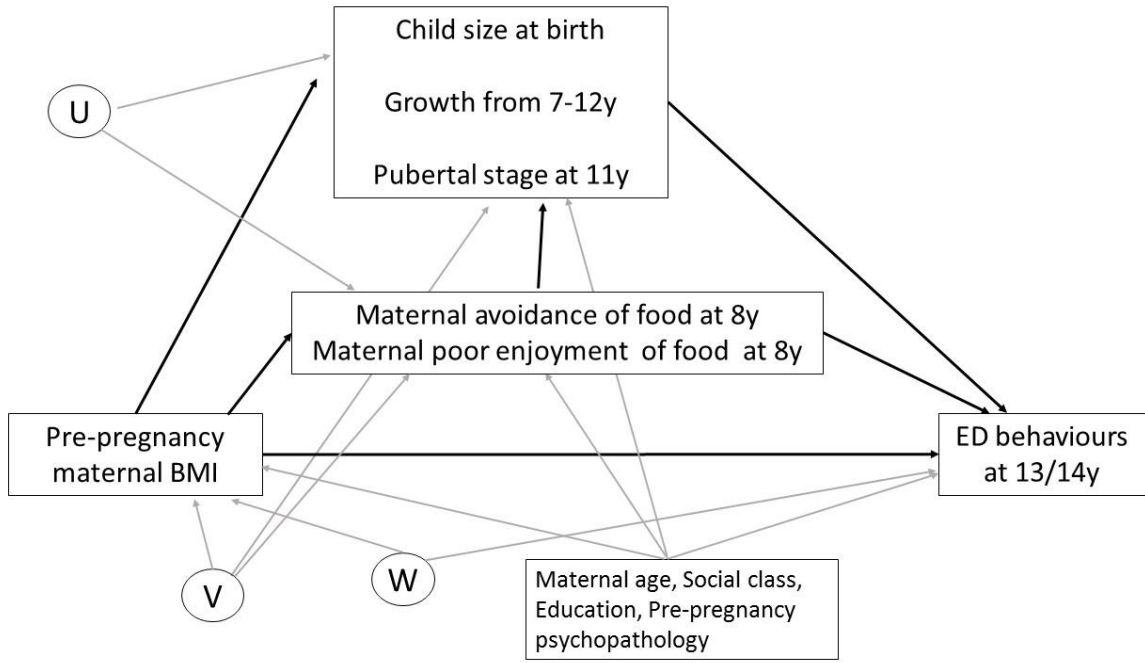 Child size at birth
Growth from 7-12y
Pubertal stage at 11y
U
Maternal avoidance of food at 8y
Maternal poor enjoyment of food at 8y
Pre-pregnancy
maternal BMI
ED behaviours
at 13/14y
V
W
Maternal age, Social class,
Education, Pre-pregnancy
psychopathology